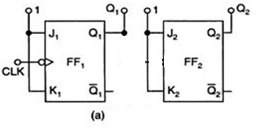 1 Q₁ 1 Q₂
J₁ Q₁ J₂ Q₂
CLK FF₁ FF₂
K₁ Q̅₁ K₂ Q̅₂
(a)